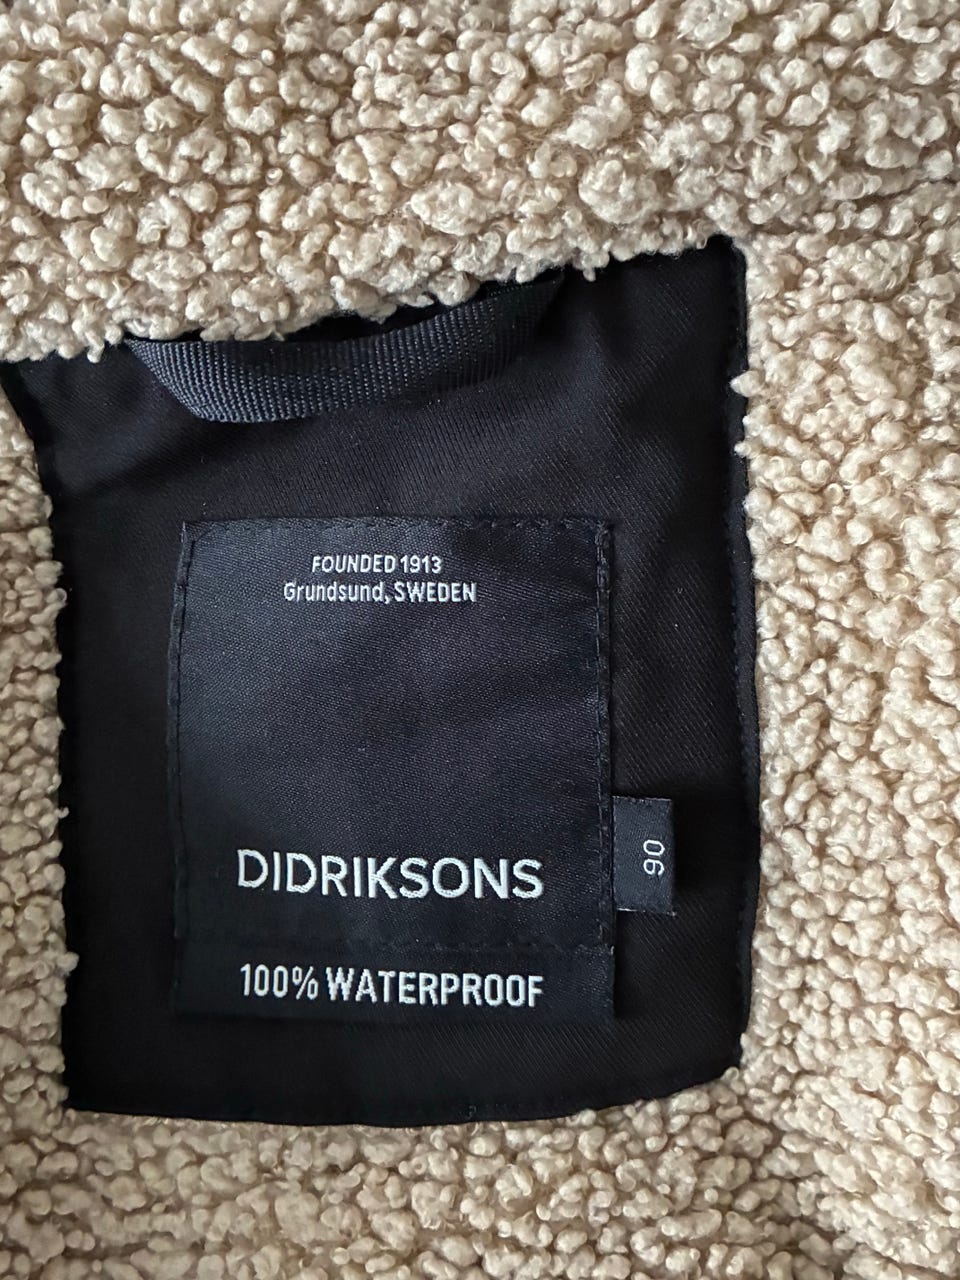 FOUNDED 1913
Grundsund, SWEDEN
DIDRIKSONS
90
100% WATERPROOF